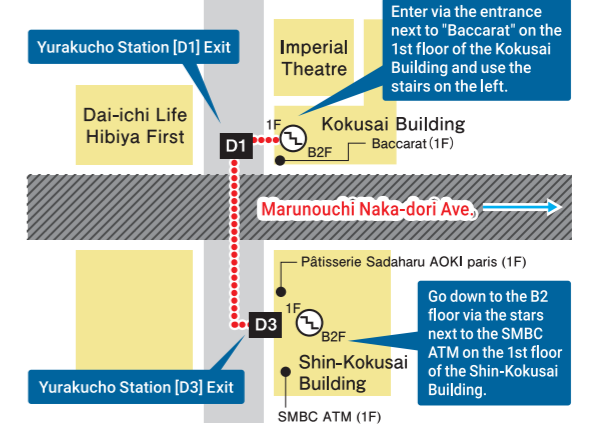 Yurakucho Station [D1] Exit
Imperial
Theatre
Enter via the entrance
next to "Baccarat" on the
1st floor of the Kokusai
Building and use the
stairs on the left.
Dai-ichi Life
Hibiya First
D1
1F
B2F
Kokusai Building
Baccarat (1F)
Marunouchi Naka-dori Ave.
Pâtisserie Sadaharu AOKI paris (1F)
D3
1F
B2F
Go down to the B2
floor via the stars
next to the SMBC
ATM on the 1st floor
of the Shin-Kokusai
Building.
Shin-Kokusai
Building
Yurakucho Station [D3] Exit
SMBC ATM (1F)